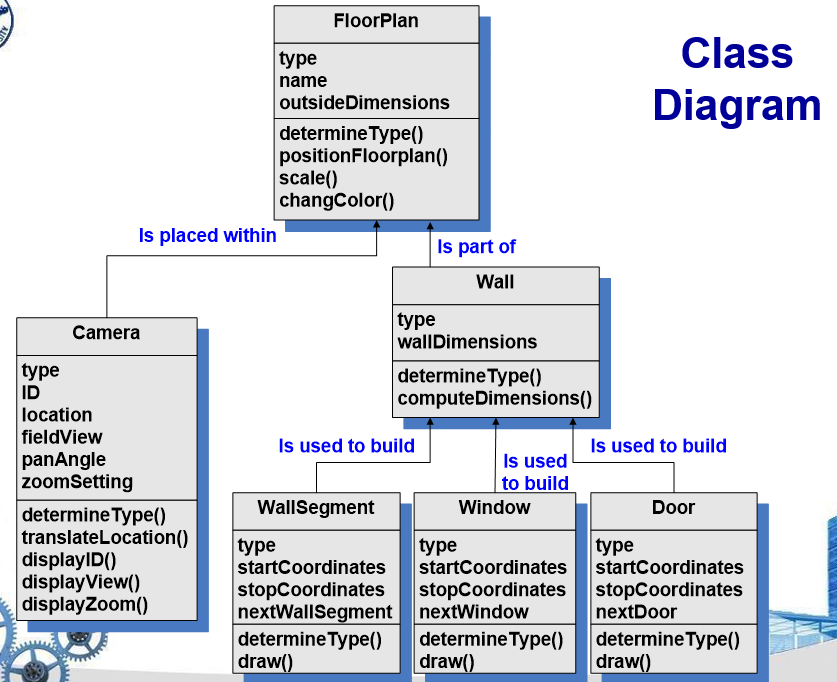 Class
Diagram
FloorPlan
type
name
outsideDimensions
determineType()
positionFloorplan()
scale()
changColor()
Is placed within
Is part of
Camera
type
ID
location
fieldView
panAngle
zoomSetting
determineType()
translateLocation()
displayID()
displayView()
displayZoom()
Wall
type
wallDimensions
determineType()
computeDimensions()
Is used to build
Is used
to build
Is used to build
WallSegment
type
startCoordinates
stopCoordinates
nextWallSegment
determineType()
draw()
Window
type
startCoordinates
stopCoordinates
nextWindow
determineType()
draw()
Door
type
startCoordinates
stopCoordinates
nextDoor
determineType()
draw()